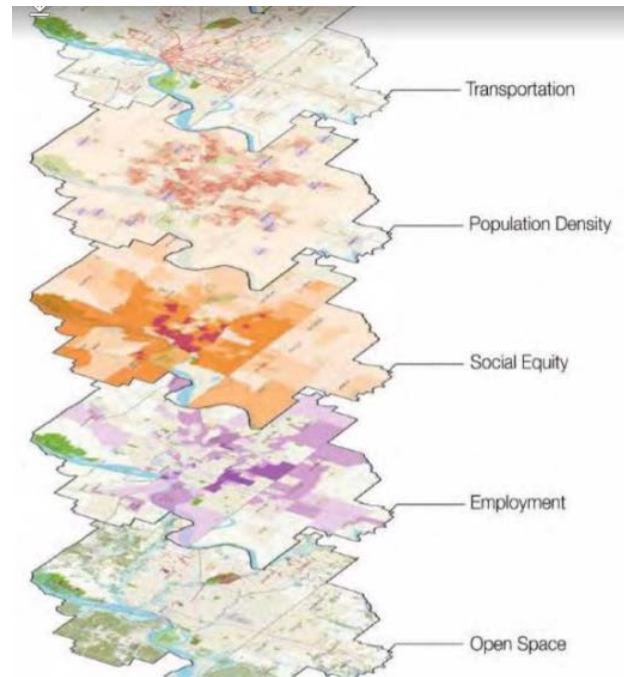 Transportation
Population Density
Social Equity
Employment
Open Space